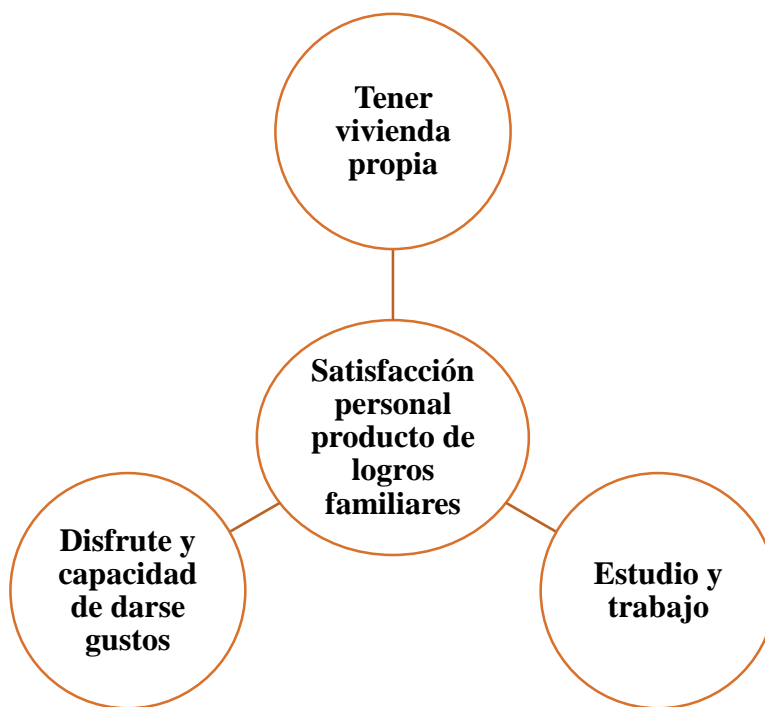 Tener
vivienda
propia
Satisfacción
personal
producto de
logros
familiares
Disfrute y
capacidad
de darse
gustos
Estudio y
trabajo